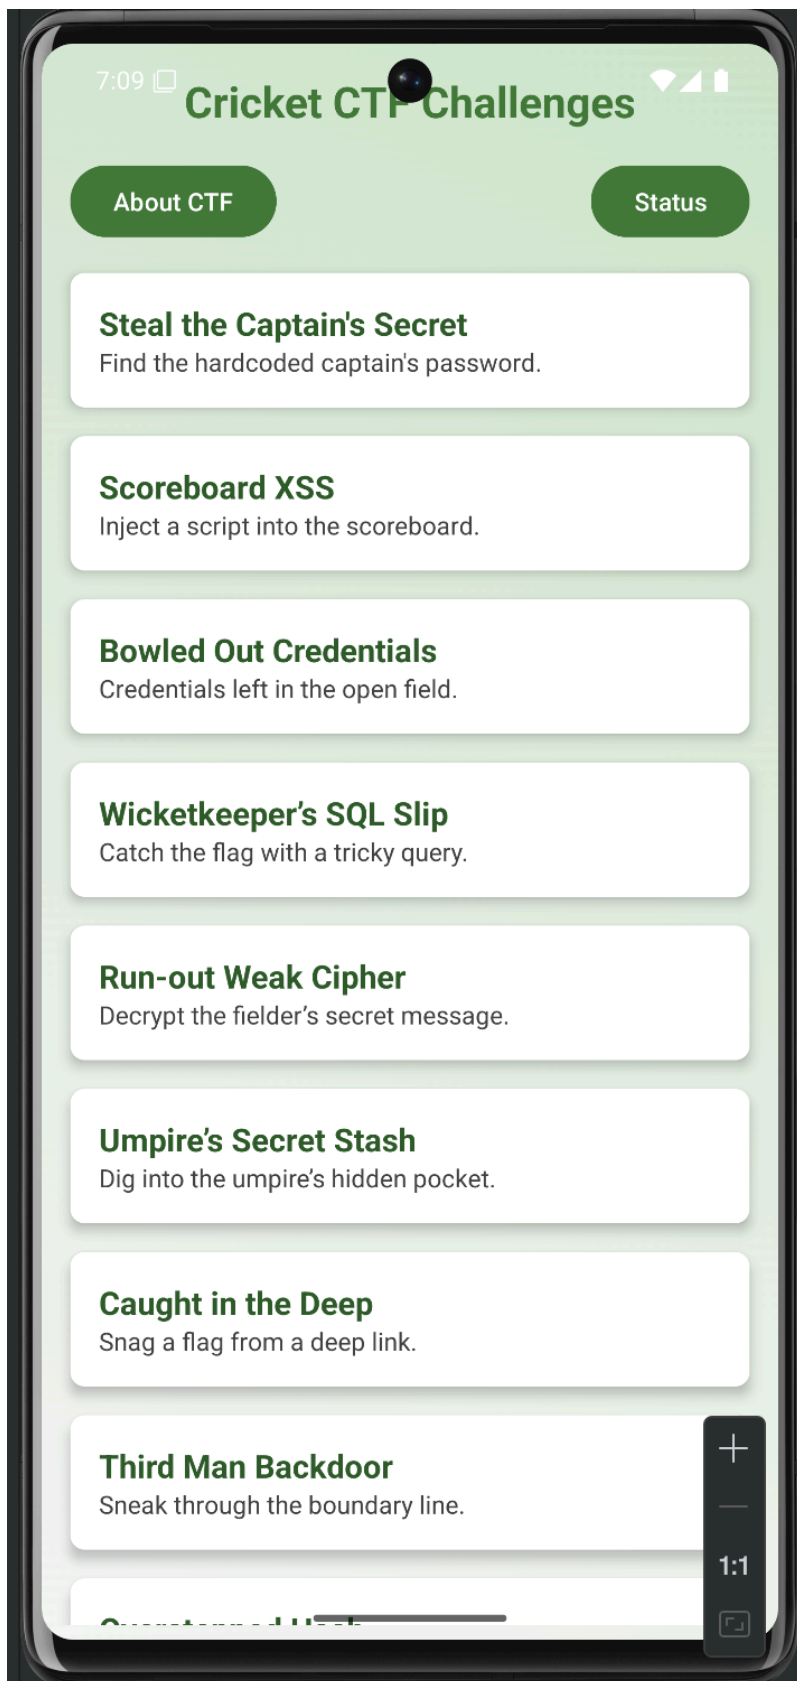 7:09
Cricket CTF Challenges
About CTF
Status
Steal the Captain's Secret
Find the hardcoded captain's password.
Scoreboard XSS
Inject a script into the scoreboard.
Bowled Out Credentials
Credentials left in the open field.
Wicketkeeper’s SQL Slip
Catch the flag with a tricky query.
Run-out Weak Cipher
Decrypt the fielder’s secret message.
Umpire’s Secret Stash
Dig into the umpire’s hidden pocket.
Caught in the Deep
Snag a flag from a deep link.
Third Man Backdoor
Sneak through the boundary line.
1:1